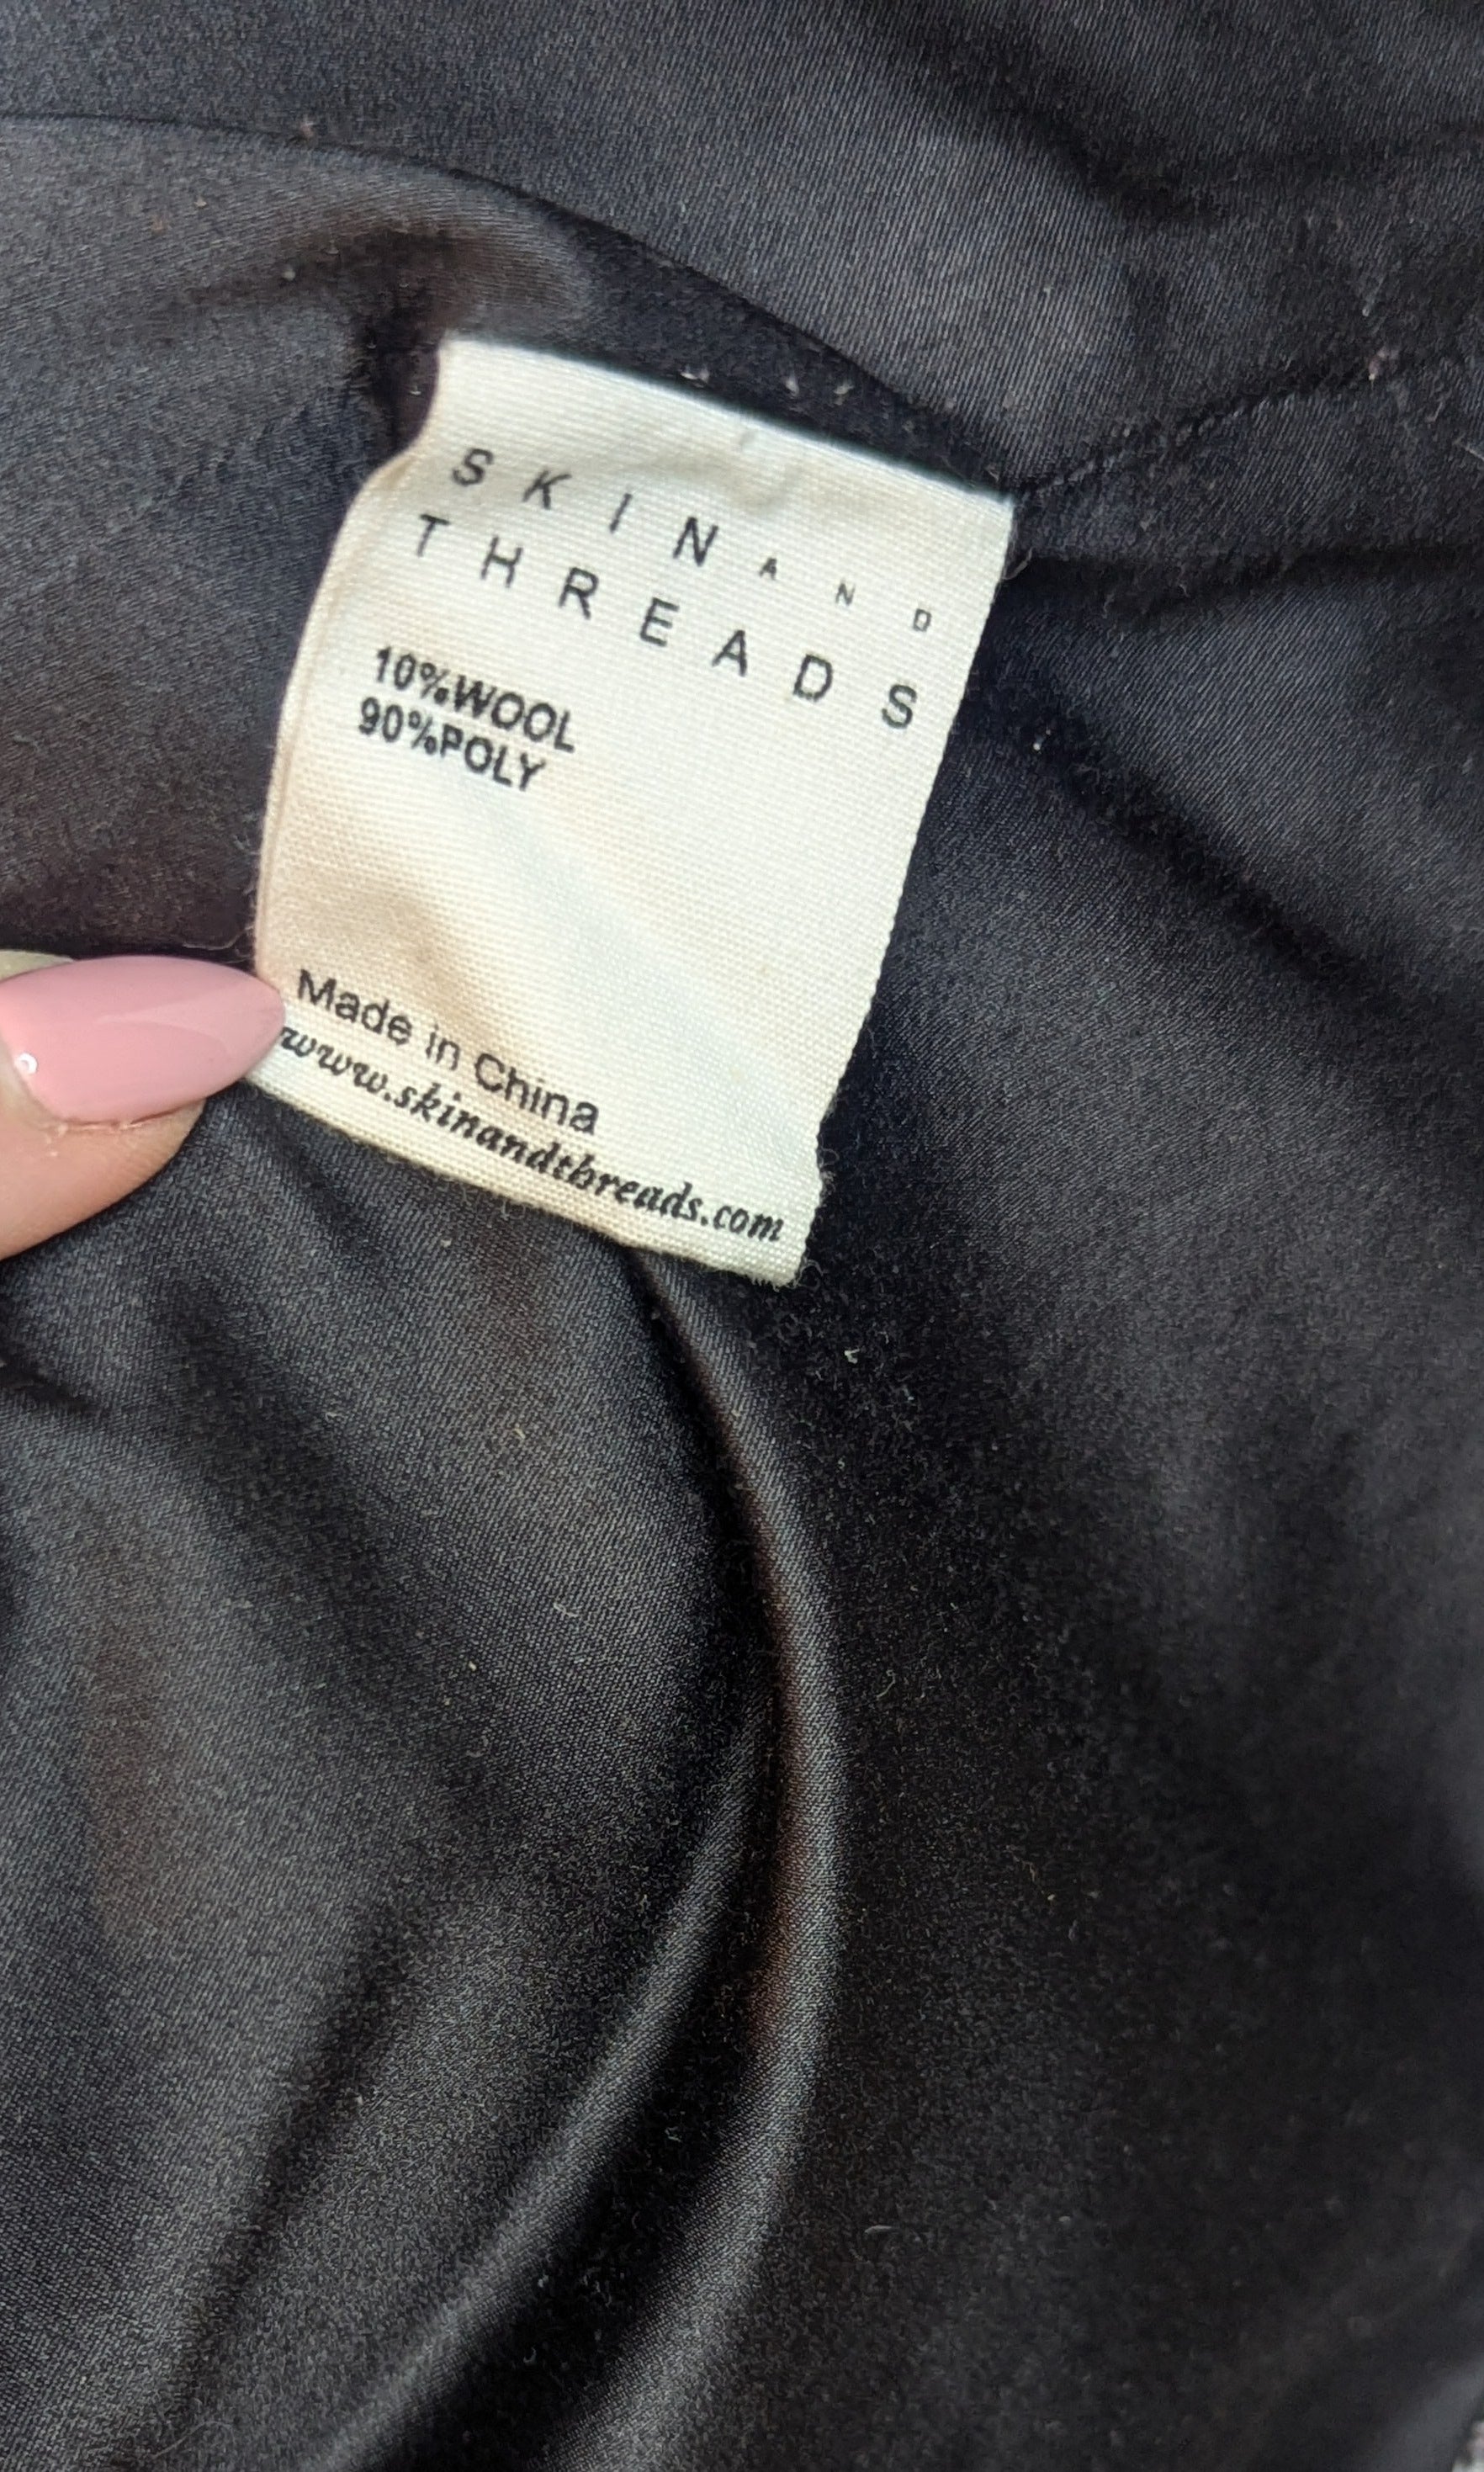 SKIN AND
THREADS
10%WOOL
90%POLY
Made in China
www.skinandthreads.com